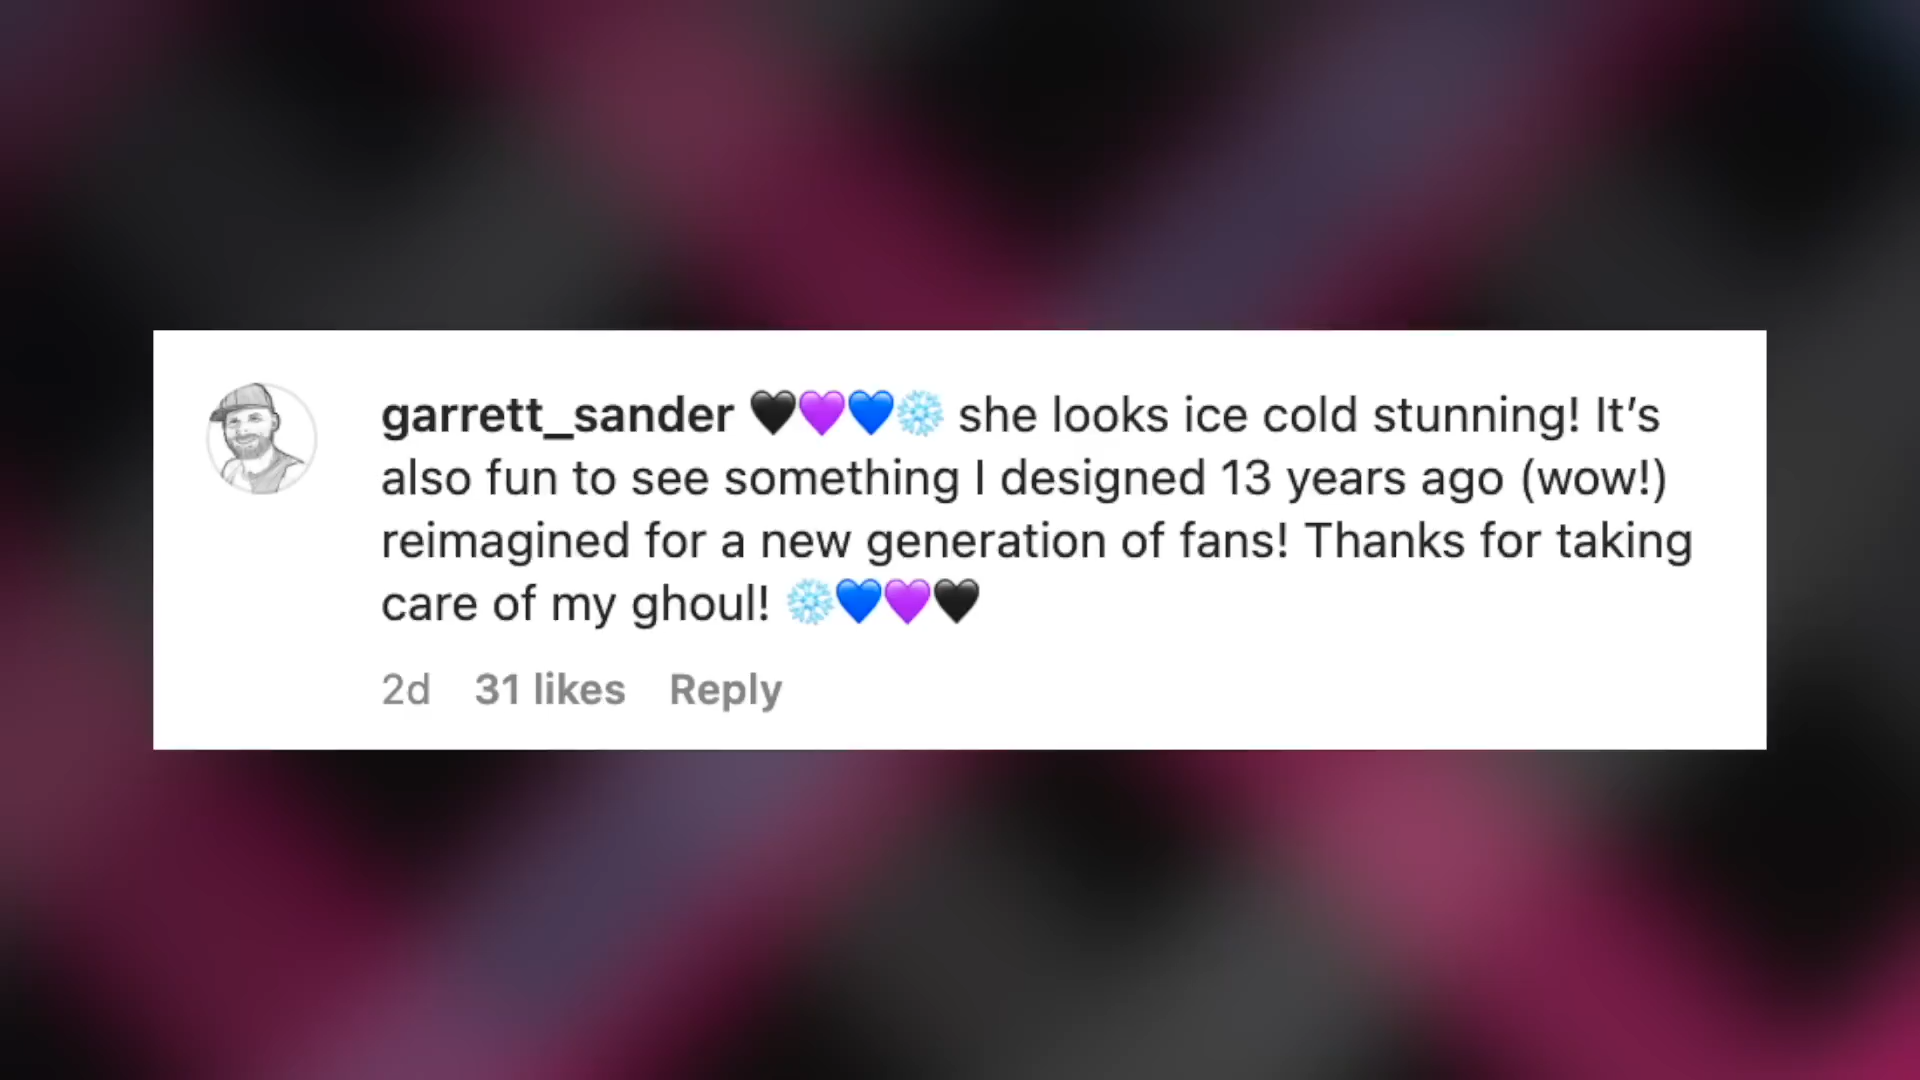 garrett_sander 🖤💜💙❄️ she looks ice cold stunning! It’s
also fun to see something I designed 13 years ago (wow!)
reimagined for a new generation of fans! Thanks for taking
care of my ghoul! ❄️💙💜🖤
2d 31 likes Reply